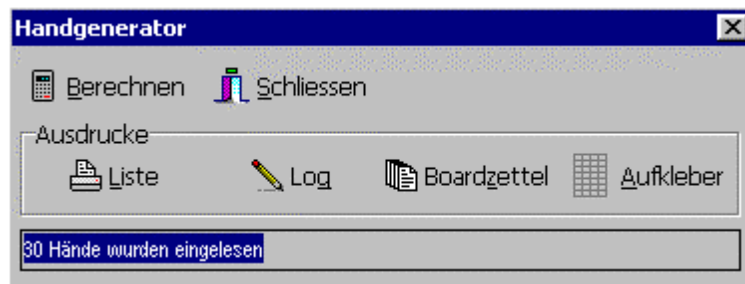 Handgenerator
Berechnen Schliessen
Ausdrucke
Liste Log Boardzettel Aufkleber
30 Hände wurden eingelesen